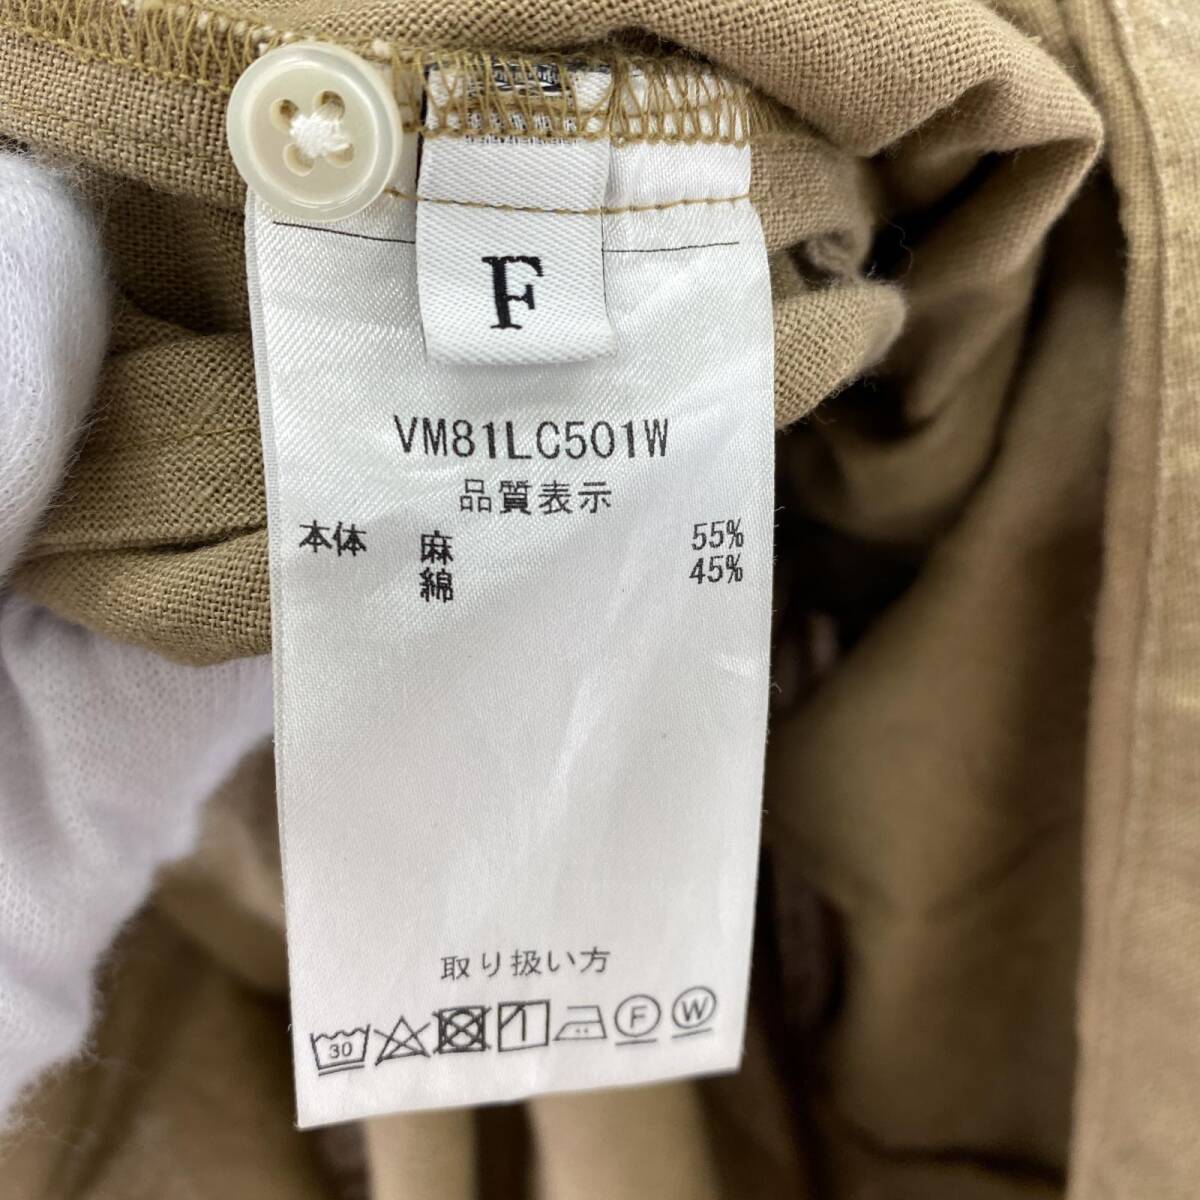 F
VM81LC501W
品質表示
本体 麻 55%
綿 45%
取り扱い方
30 F W